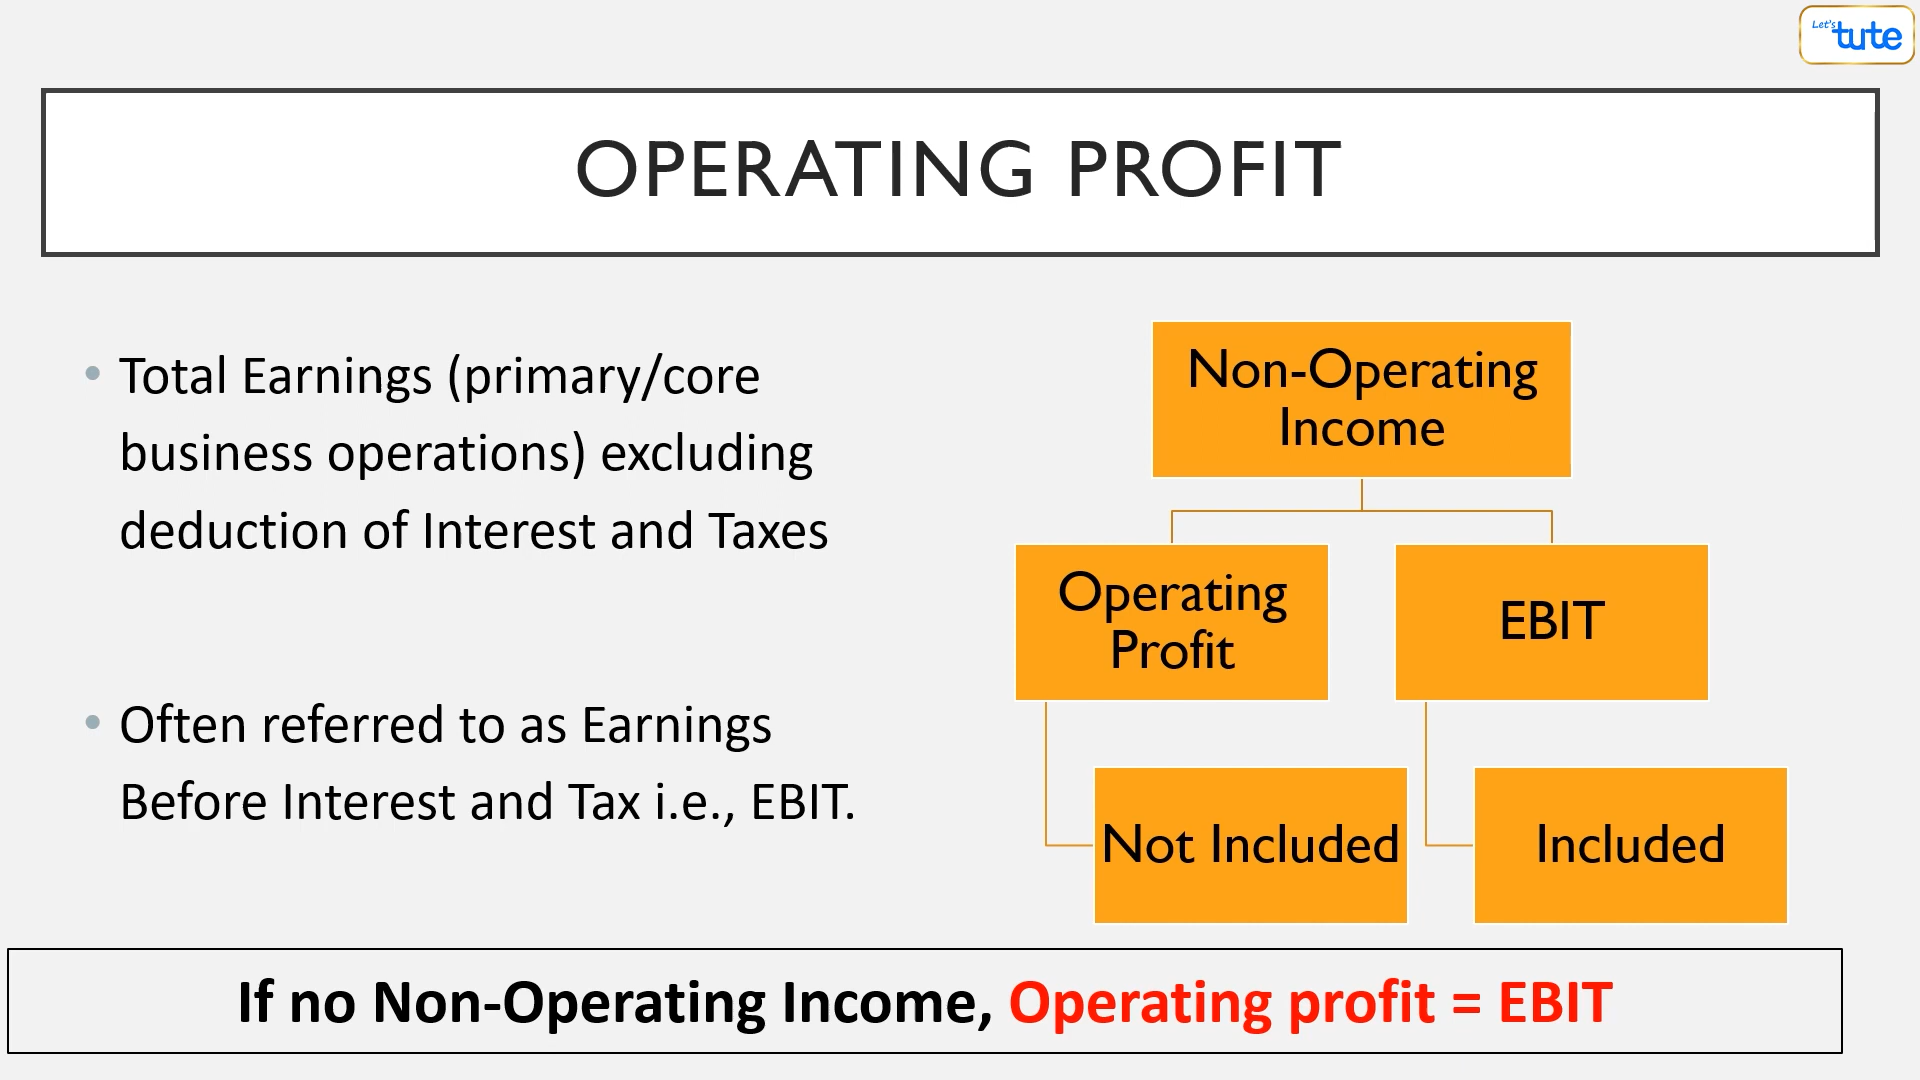 Let's tute
OPERATING PROFIT
• Total Earnings (primary/core
business operations) excluding
deduction of Interest and Taxes
• Often referred to as Earnings
Before Interest and Tax i.e., EBIT.
Non-Operating
Income
Operating
Profit
EBIT
Not Included
Included
If no Non-Operating Income, Operating profit = EBIT